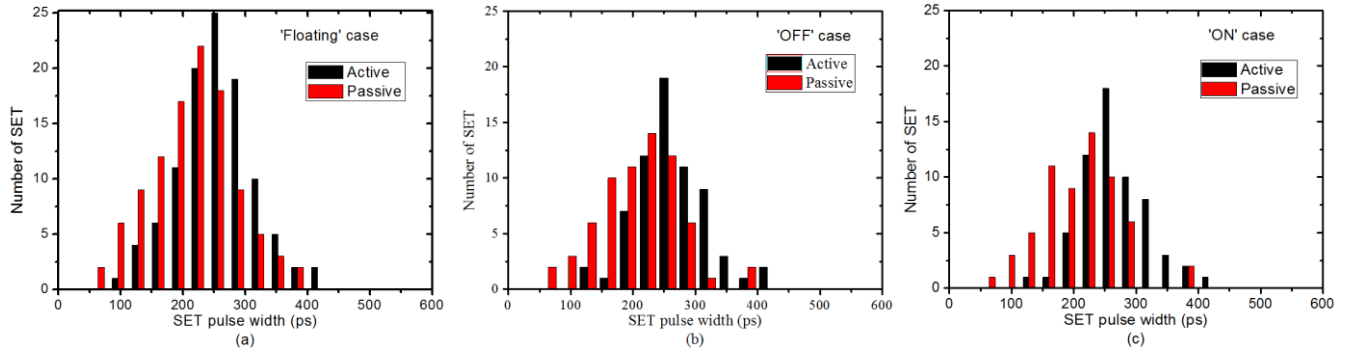 25
20
15
10
5
0
Number of SET
'Floating' case
Active
Passive
0 100 200 300 400 500 600
SET pulse width (ps)
(a)
25
20
15
10
5
0
Number of SET
'OFF' case
Active
Passive
0 100 200 300 400 500 600
SET pulse width (ps)
(b)
25
20
15
10
5
0
Number of SET
'ON' case
Active
Passive
0 100 200 300 400 500 600
SET pulse width (ps)
(c)